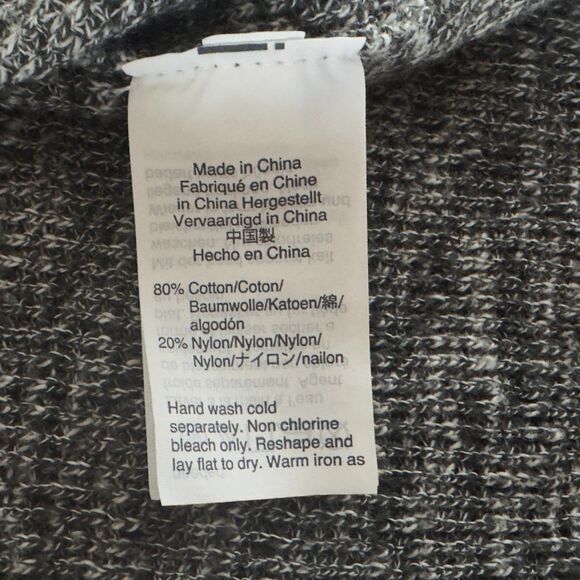 Made in China
Fabriqué en Chine
in China Hergestellt
Vervaardigd in China
中国製
Hecho en China
80% Cotton/Coton/
Baumwolle/Katoen/綿/
algodón
20% Nylon/Nylon/Nylon/
Nylon/ナイロン/nailon
Hand wash cold
separately. Non chlorine
bleach only. Reshape and
lay flat to dry. Warm iron as